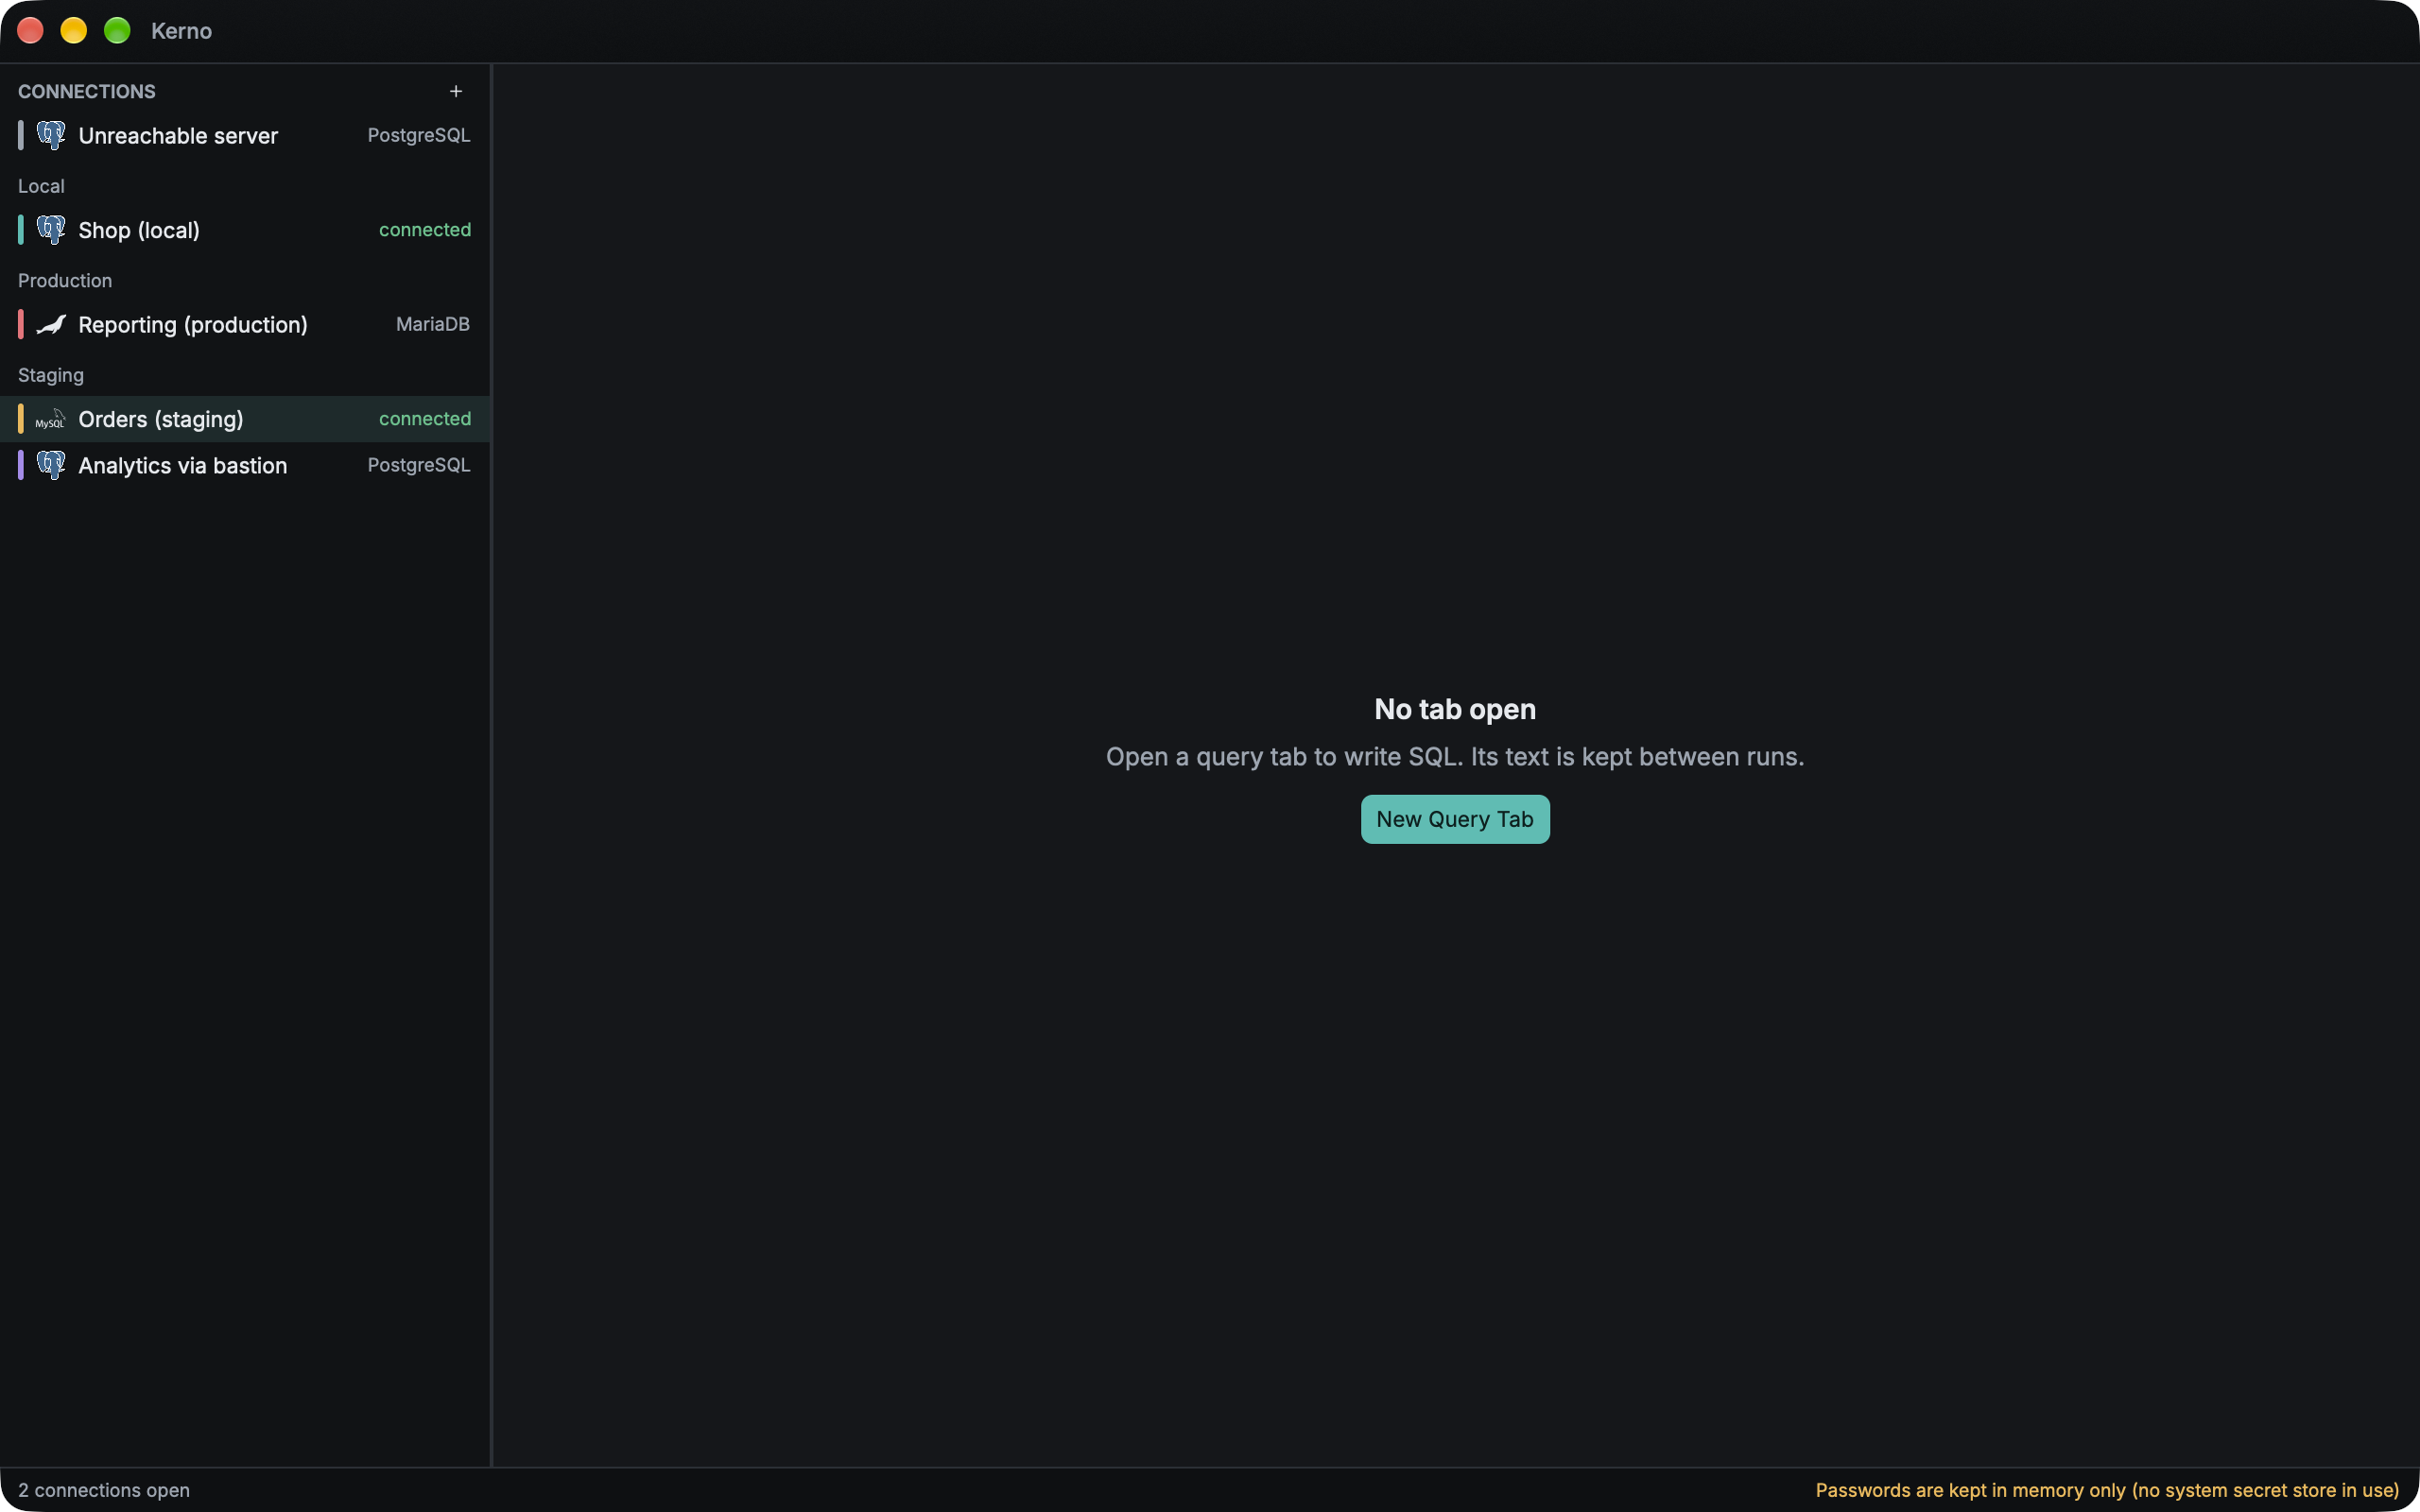 Kerno
CONNECTIONS +
Unreachable server PostgreSQL
Local
Shop (local) connected
Production
Reporting (production) MariaDB
Staging
MySQL Orders (staging) connected
Analytics via bastion PostgreSQL
No tab open
Open a query tab to write SQL. Its text is kept between runs.
New Query Tab
2 connections open
Passwords are kept in memory only (no system secret store in use)